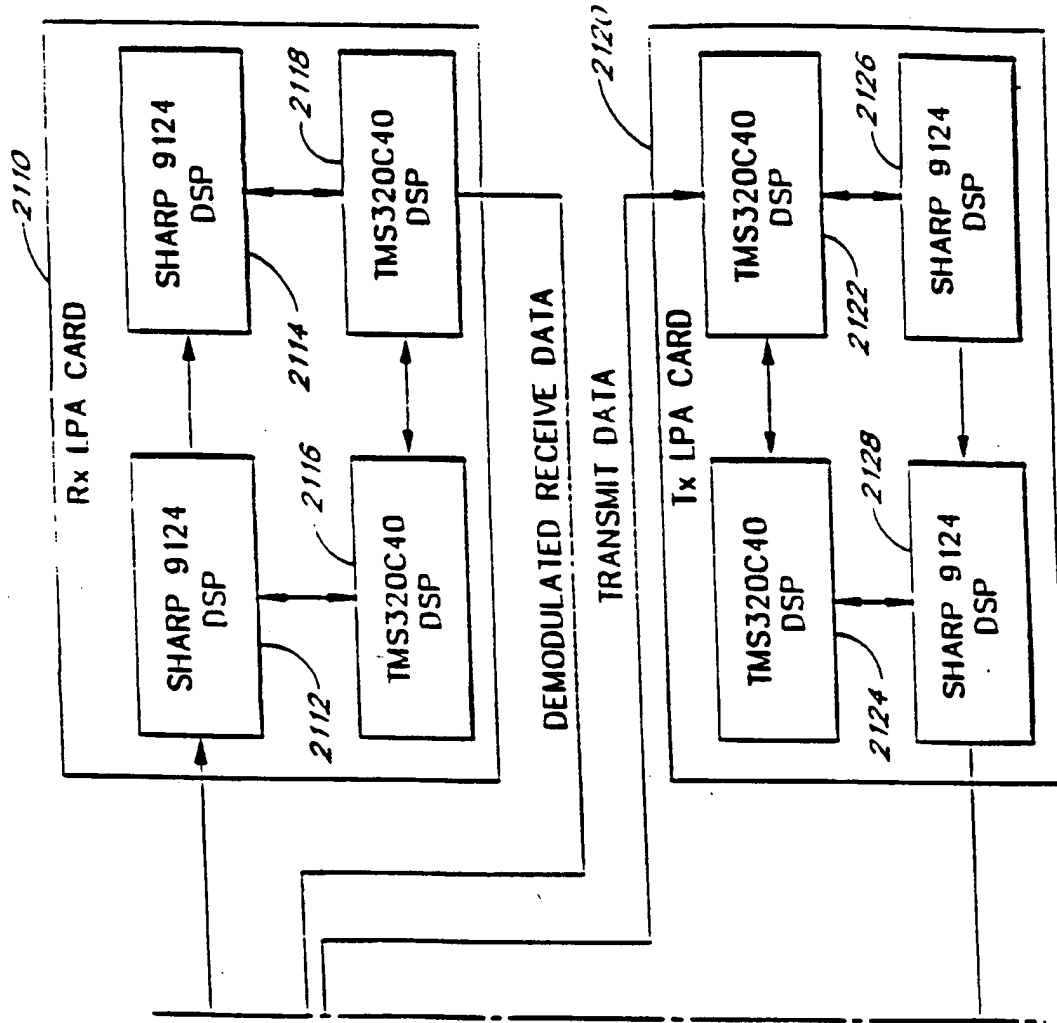 2110
Rx LPA CARD
SHARP 9124
DSP
2112
SHARP 9124
DSP
2114
2116
TMS320C40
DSP
2118
TMS320C40
DSP
DEMODULATED RECEIVE DATA
TRANSMIT DATA
2120
Tx LPA CARD
TMS320C40
DSP
2124
TMS320C40
DSP
2122
2128
SHARP 9124
DSP
2126
SHARP 9124
DSP